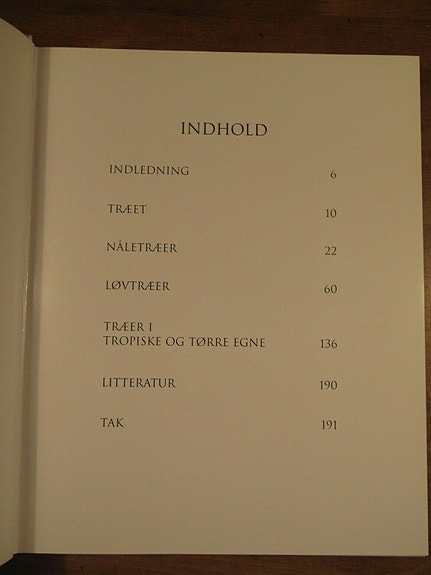 INDHOLD
INDLEDNING 6
TRÆET 10
NÅLETRÆER 22
LØVTRÆER 60
TRÆER I
TROPISKE OG TØRRE EGNE 136
LITTERATUR 190
TAK 191